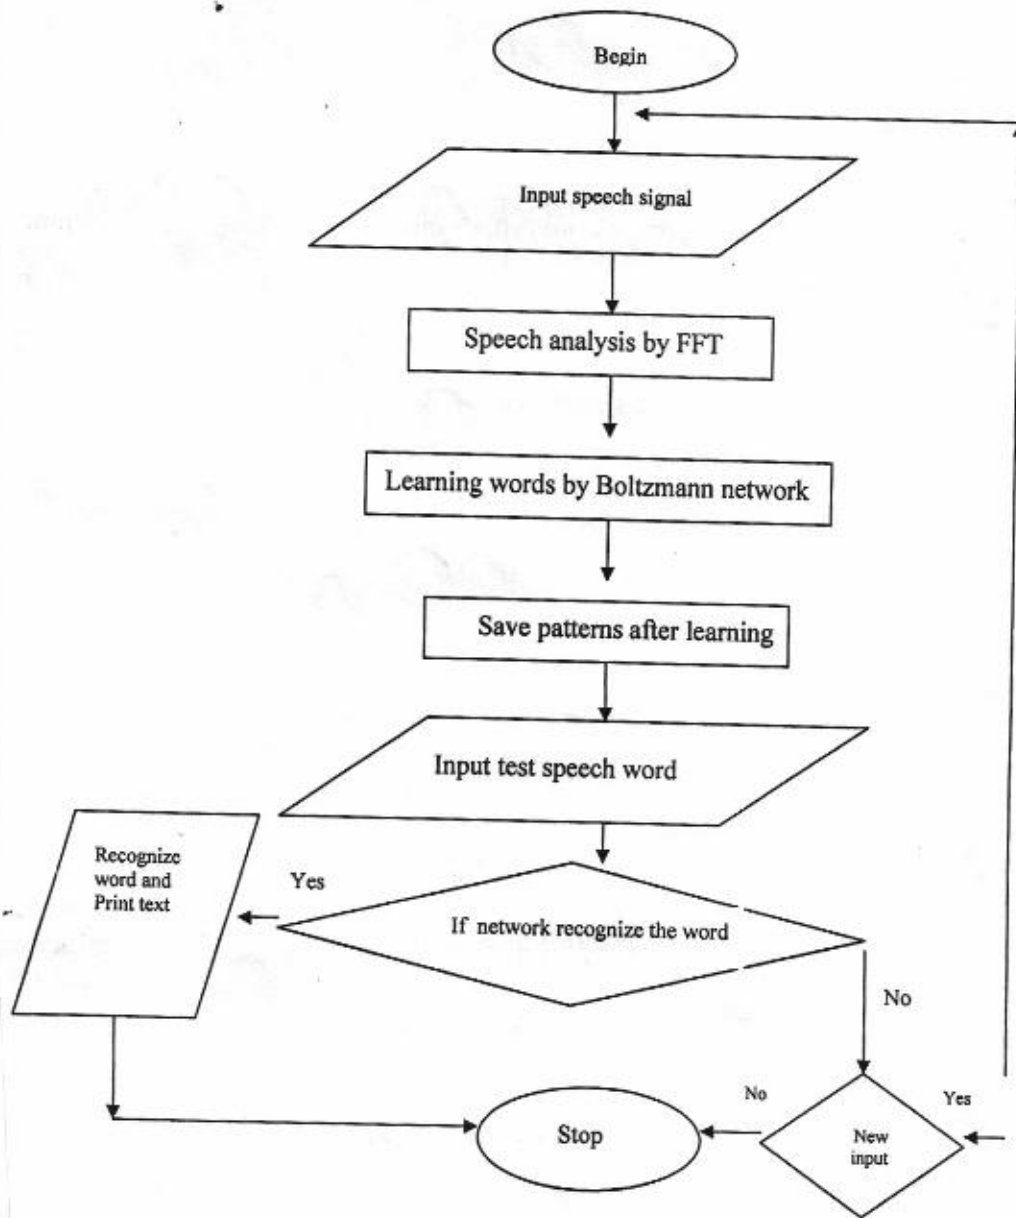 Begin
Input speech signal
Speech analysis by FFT
Learning words by Boltzmann network
Save patterns after learning
Input test speech word
Recognize
word and
Print text
Yes
If network recognize the word
No
No
Yes
Stop
New
input